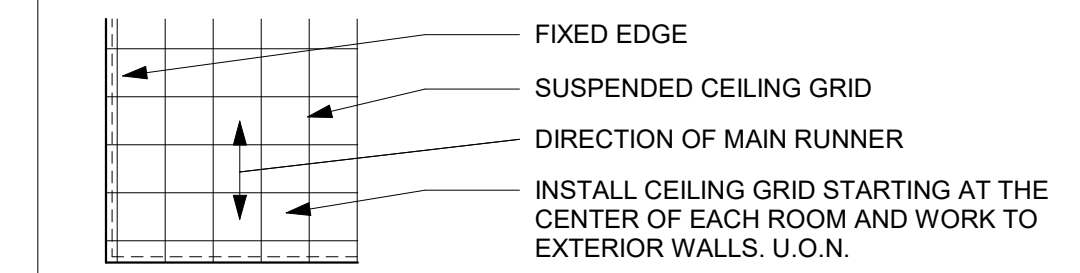 FIXED EDGE
SUSPENDED CEILING GRID
DIRECTION OF MAIN RUNNER
INSTALL CEILING GRID STARTING AT THE
CENTER OF EACH ROOM AND WORK TO
EXTERIOR WALLS. U.O.N.